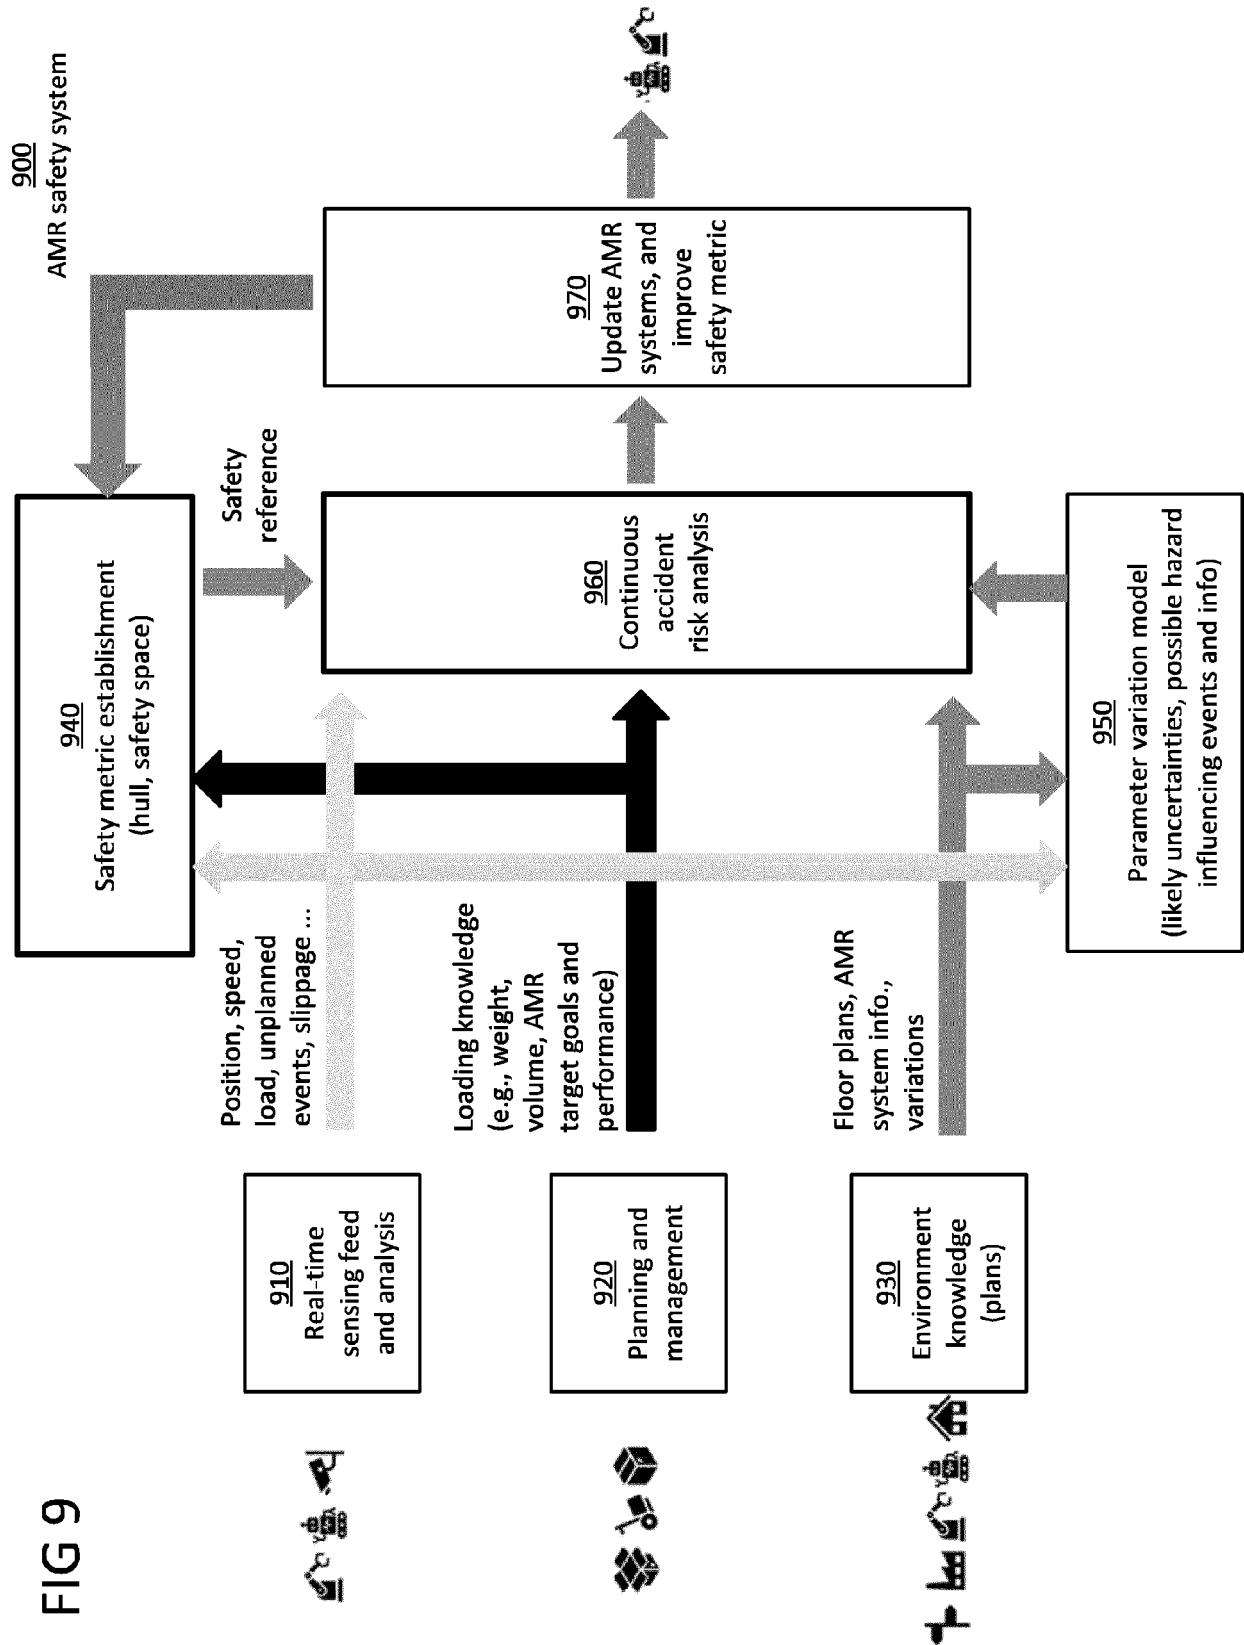 FIG 9
900
AMR safety system
940
Safety metric establishment
(hull, safety space)
Safety
reference
910
Real-time
sensing feed
and analysis
Position, speed,
load, unplanned
events, slippage ...
920
Planning and
management
Loading knowledge
(e.g., weight,
volume, AMR
target goals and
performance)
930
Environment
knowledge
(plans)
Floor plans, AMR
system info.,
variations
960
Continuous
accident
risk analysis
970
Update AMR
systems, and
improve
safety metric
950
Parameter variation model
(likely uncertainties, possible hazard
influencing events and info)